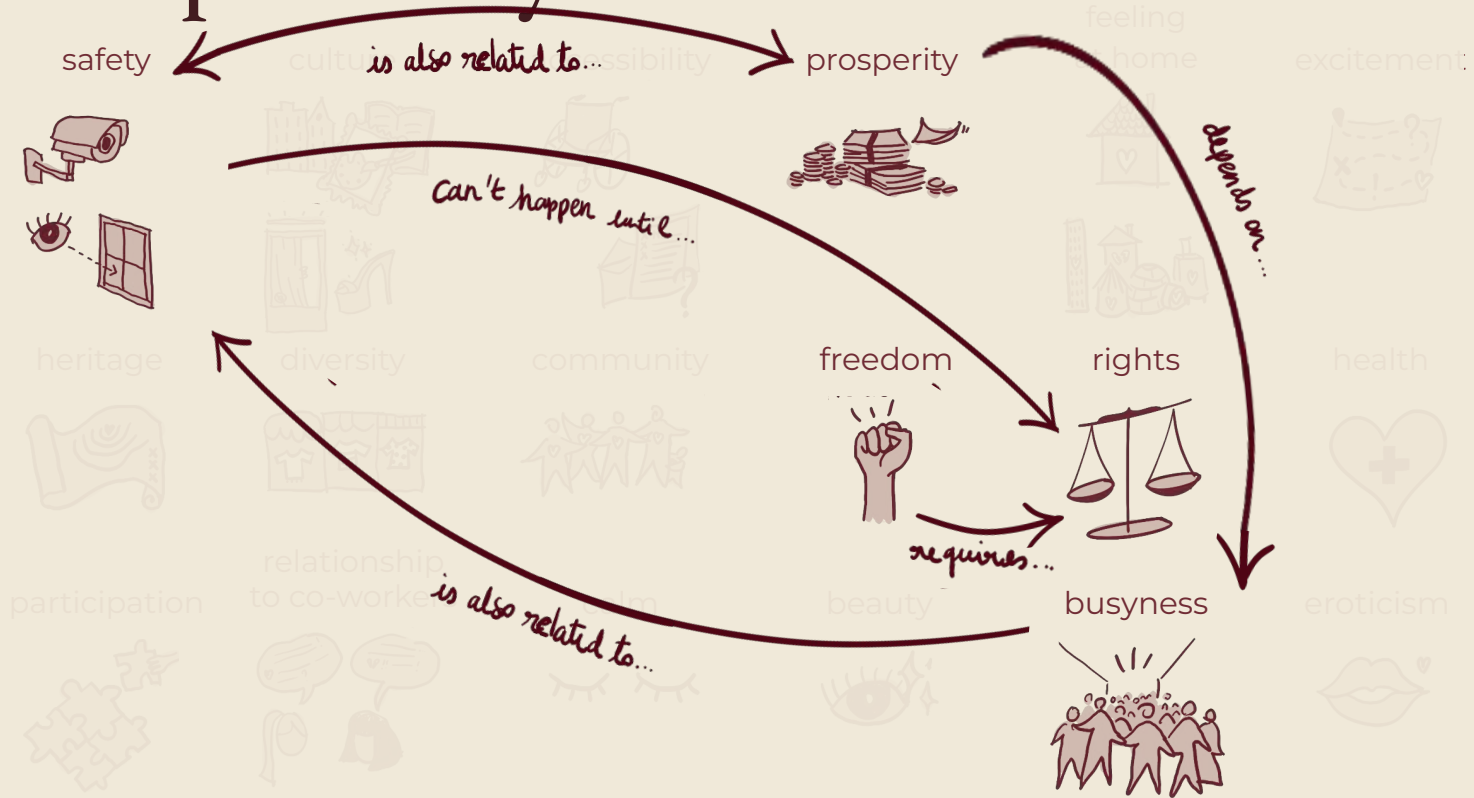 safety
culture
accessibility
is also related to...
prosperity
feeling
at home
excitement
can't happen until...
depends on...
heritage
diversity
community
freedom
rights
health
requires...
relationship
to co-workers
participation
is also related to...
calm
beauty
busyness
eroticism